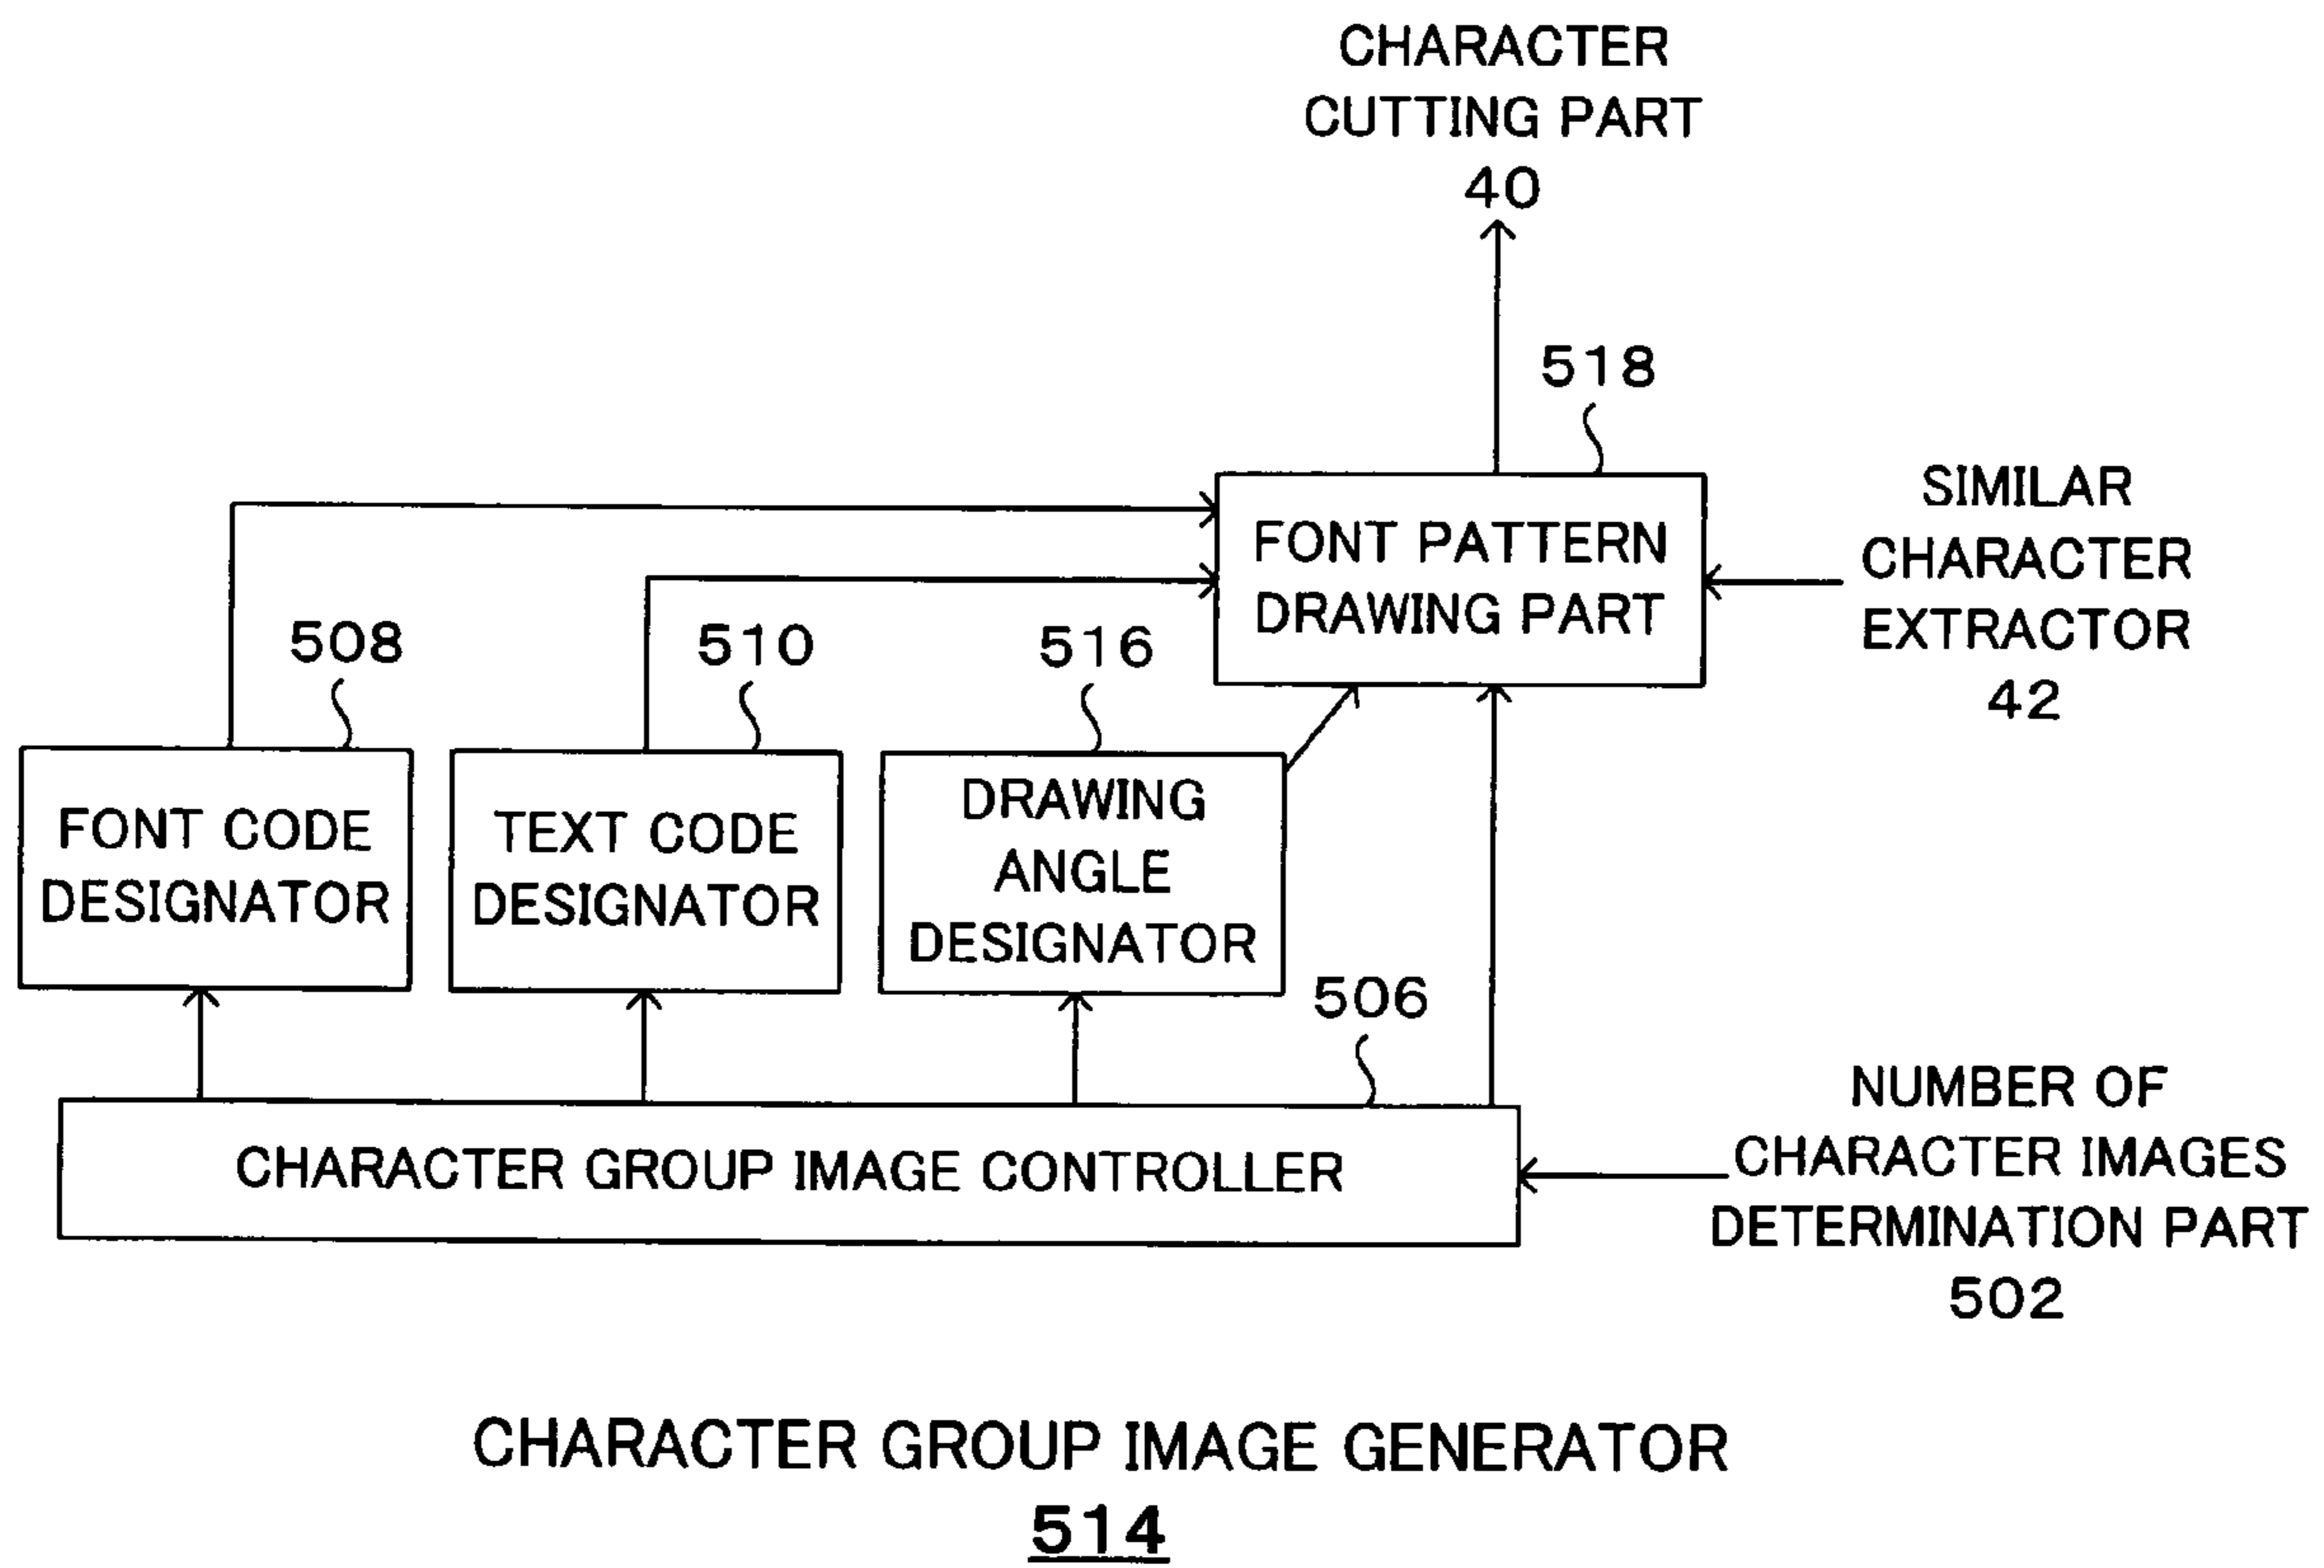 CHARACTER
CUTTING PART
40
518
SIMILAR
CHARACTER
EXTRACTOR
42
FONT PATTERN
DRAWING PART
508
510
516
FONT CODE
DESIGNATOR
TEXT CODE
DESIGNATOR
DRAWING
ANGLE
DESIGNATOR
506
CHARACTER GROUP IMAGE CONTROLLER
NUMBER OF
CHARACTER IMAGES
DETERMINATION PART
502
CHARACTER GROUP IMAGE GENERATOR
514